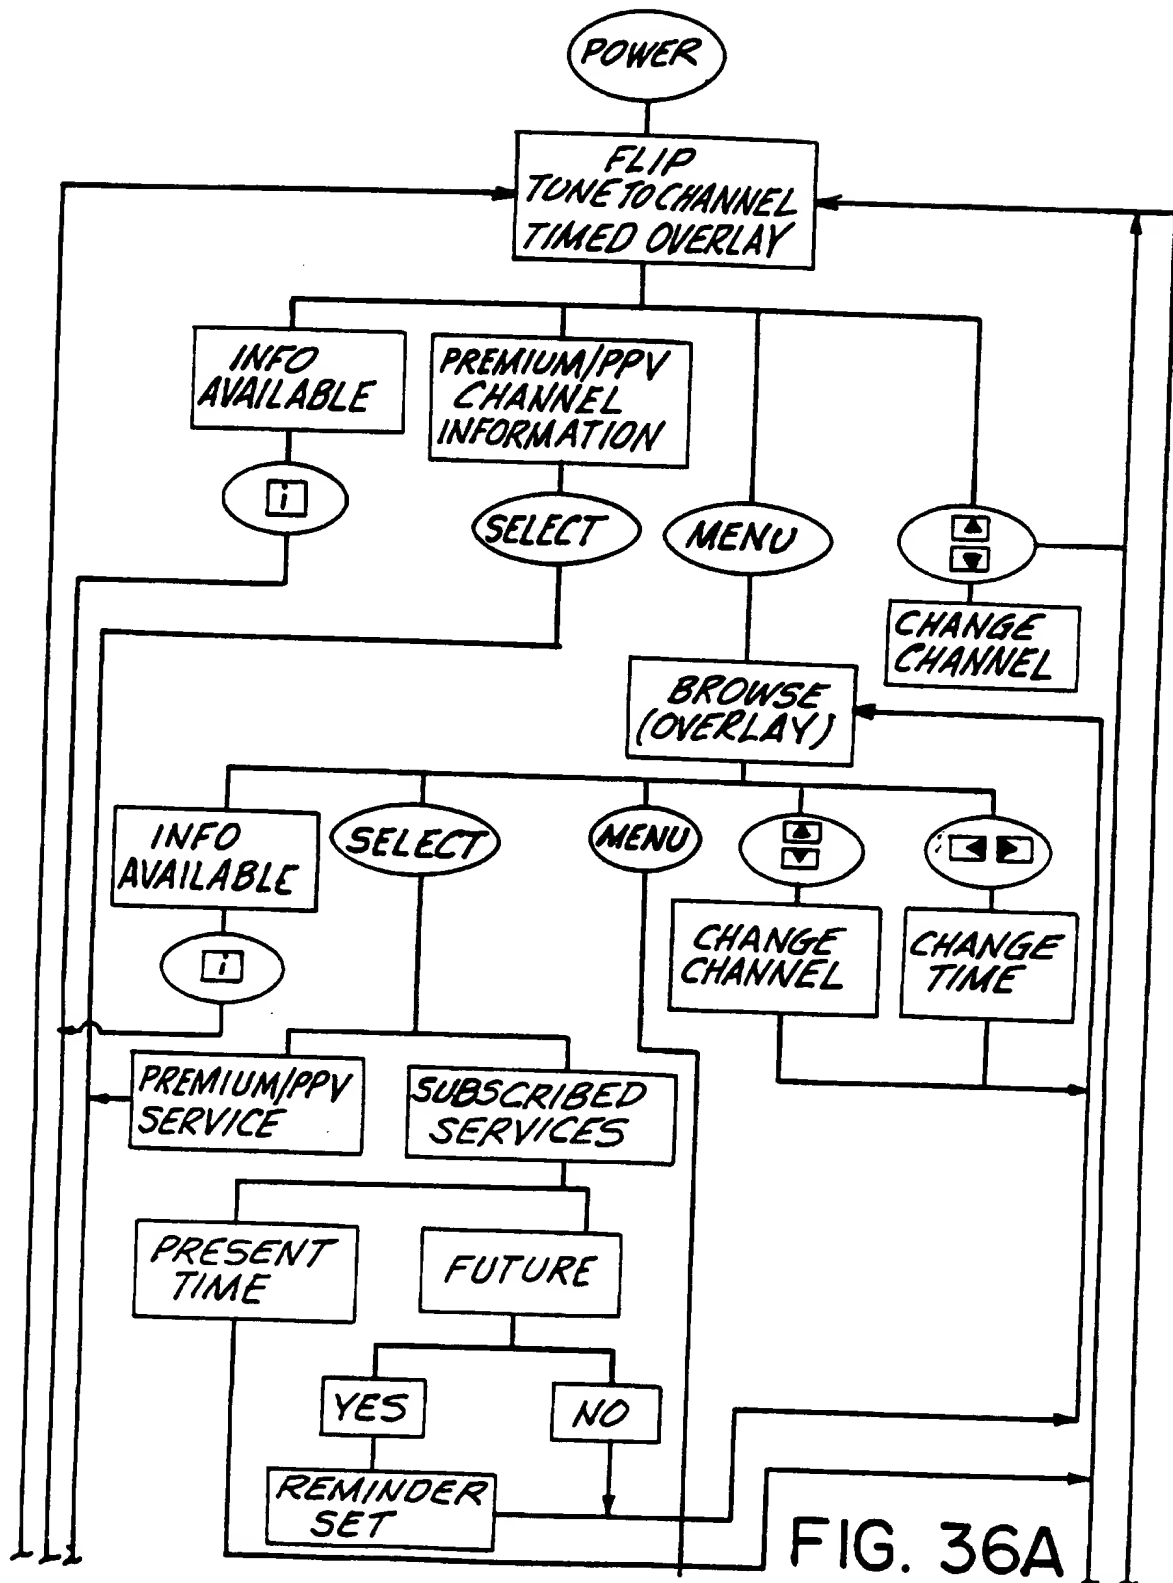 POWER
FLIP
TUNE TO CHANNEL
TIMED OVERLAY
INFO
AVAILABLE
PREMIUM/PPV
CHANNEL
INFORMATION
i
SELECT
MENU
CHANGE
CHANNEL
BROWSE
(OVERLAY)
INFO
AVAILABLE
SELECT
MENU
i
CHANGE
CHANNEL
CHANGE
TIME
PREMIUM/PPV
SERVICE
SUBSCRIBED
SERVICES
PRESENT
TIME
FUTURE
YES
NO
REMINDER
SET
FIG. 36A